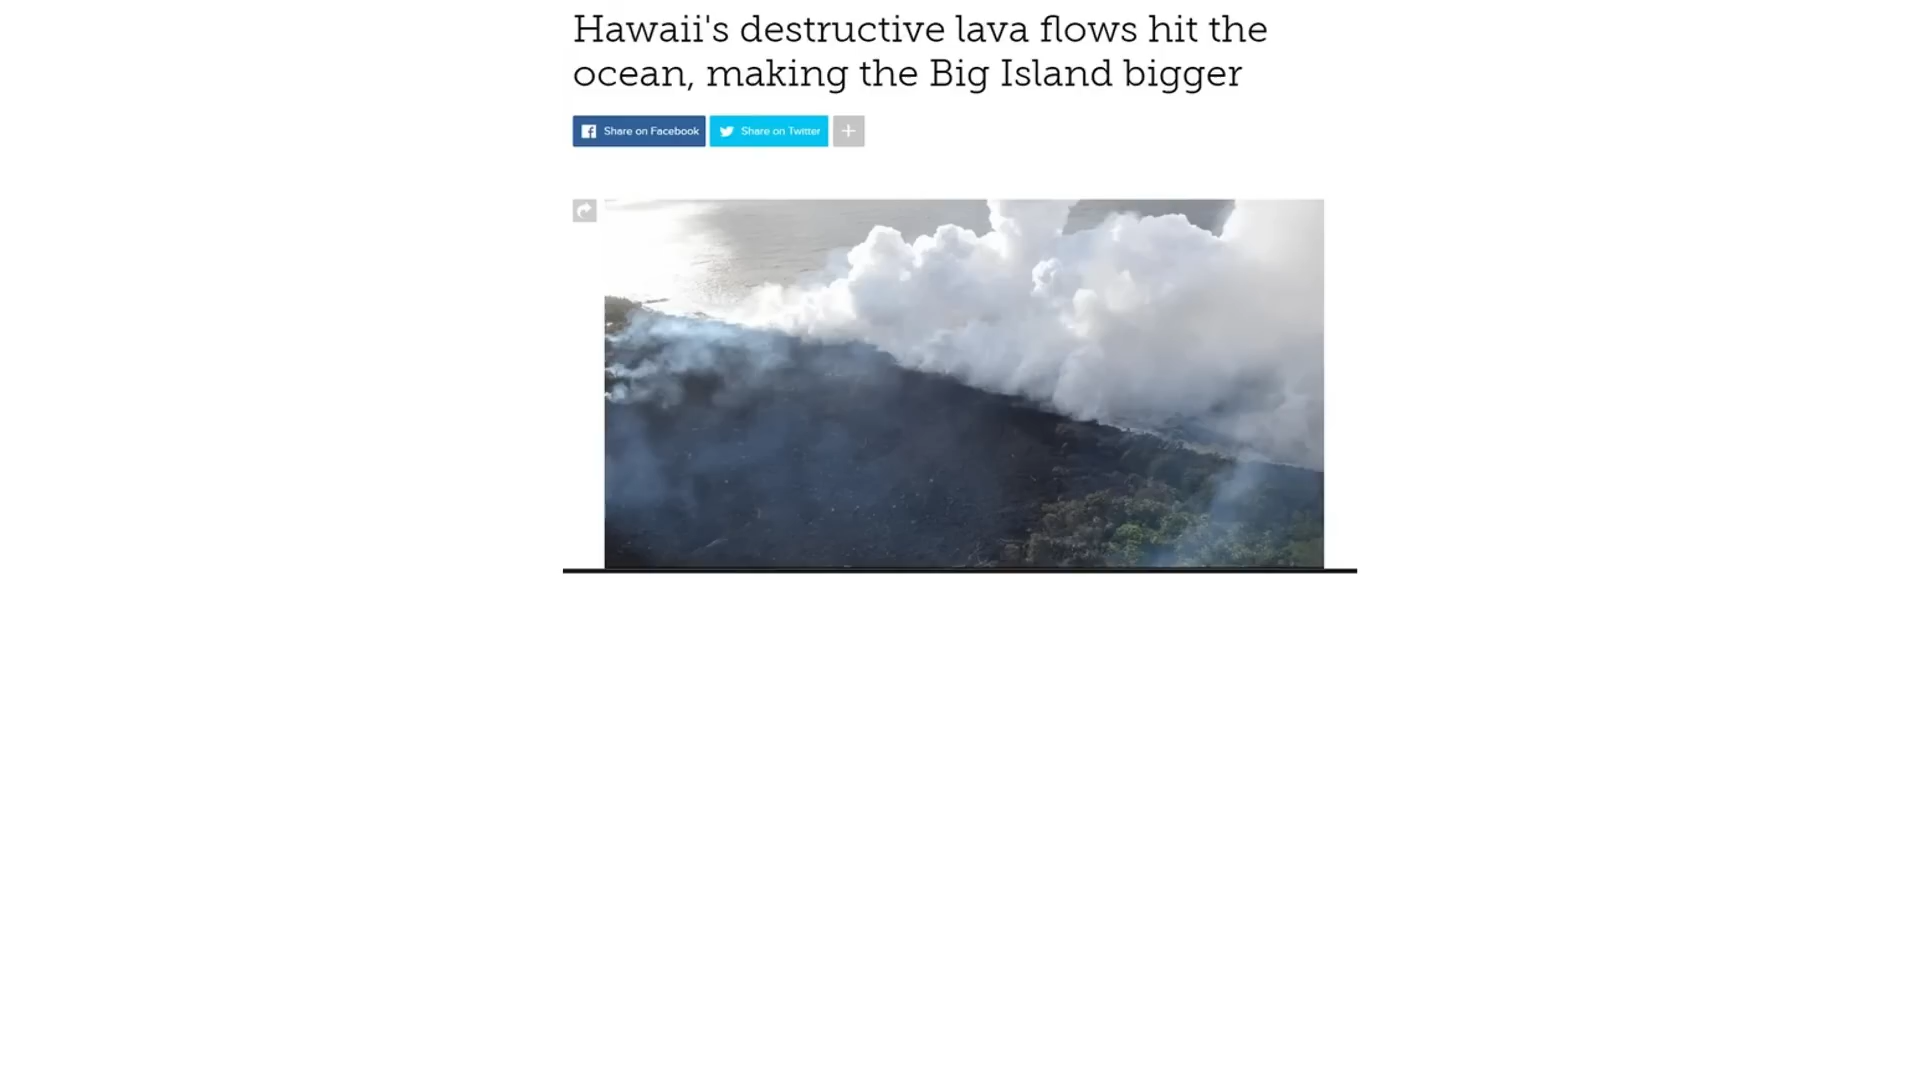 Hawaii's destructive lava flows hit the
ocean, making the Big Island bigger
Share on Facebook
Share on Twitter